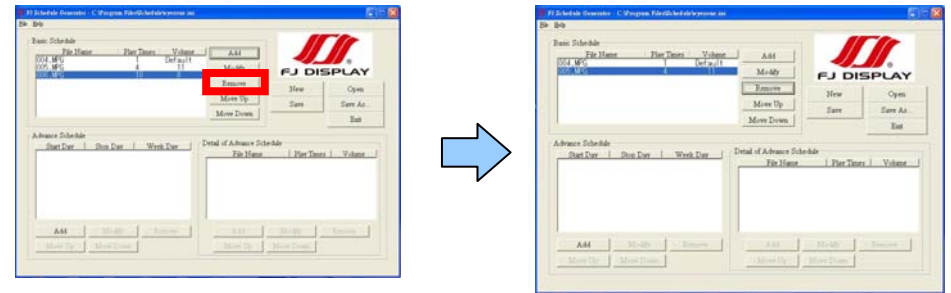 FJ Schedule Generator - C:\Program Files\Schedule\eyezone.ini
File Help
Basic Schedule
File Name Play Times Volume
004.MPG 1 Default
005.MPG 4 11
006.MPG 10 8
Add
Modify
Remove
Move Up
Move Down
FJ DISPLAY
New Open
Save Save As...
Exit
Advance Schedule
Start Day Stop Day Week Day
Add Modify Remove
Move Up Move Down
Detail of Advance Schedule
File Name Play Times Volume
Add Modify Remove
Move Up Move Down
FJ Schedule Generator - C:\Program Files\Schedule\eyezone.ini
File Help
Basic Schedule
File Name Play Times Volume
004.MPG 1 Default
005.MPG 4 11
Add
Modify
Remove
Move Up
Move Down
FJ DISPLAY
New Open
Save Save As...
Exit
Advance Schedule
Start Day Stop Day Week Day
Add Modify Remove
Move Up Move Down
Detail of Advance Schedule
File Name Play Times Volume
Add Modify Remove
Move Up Move Down